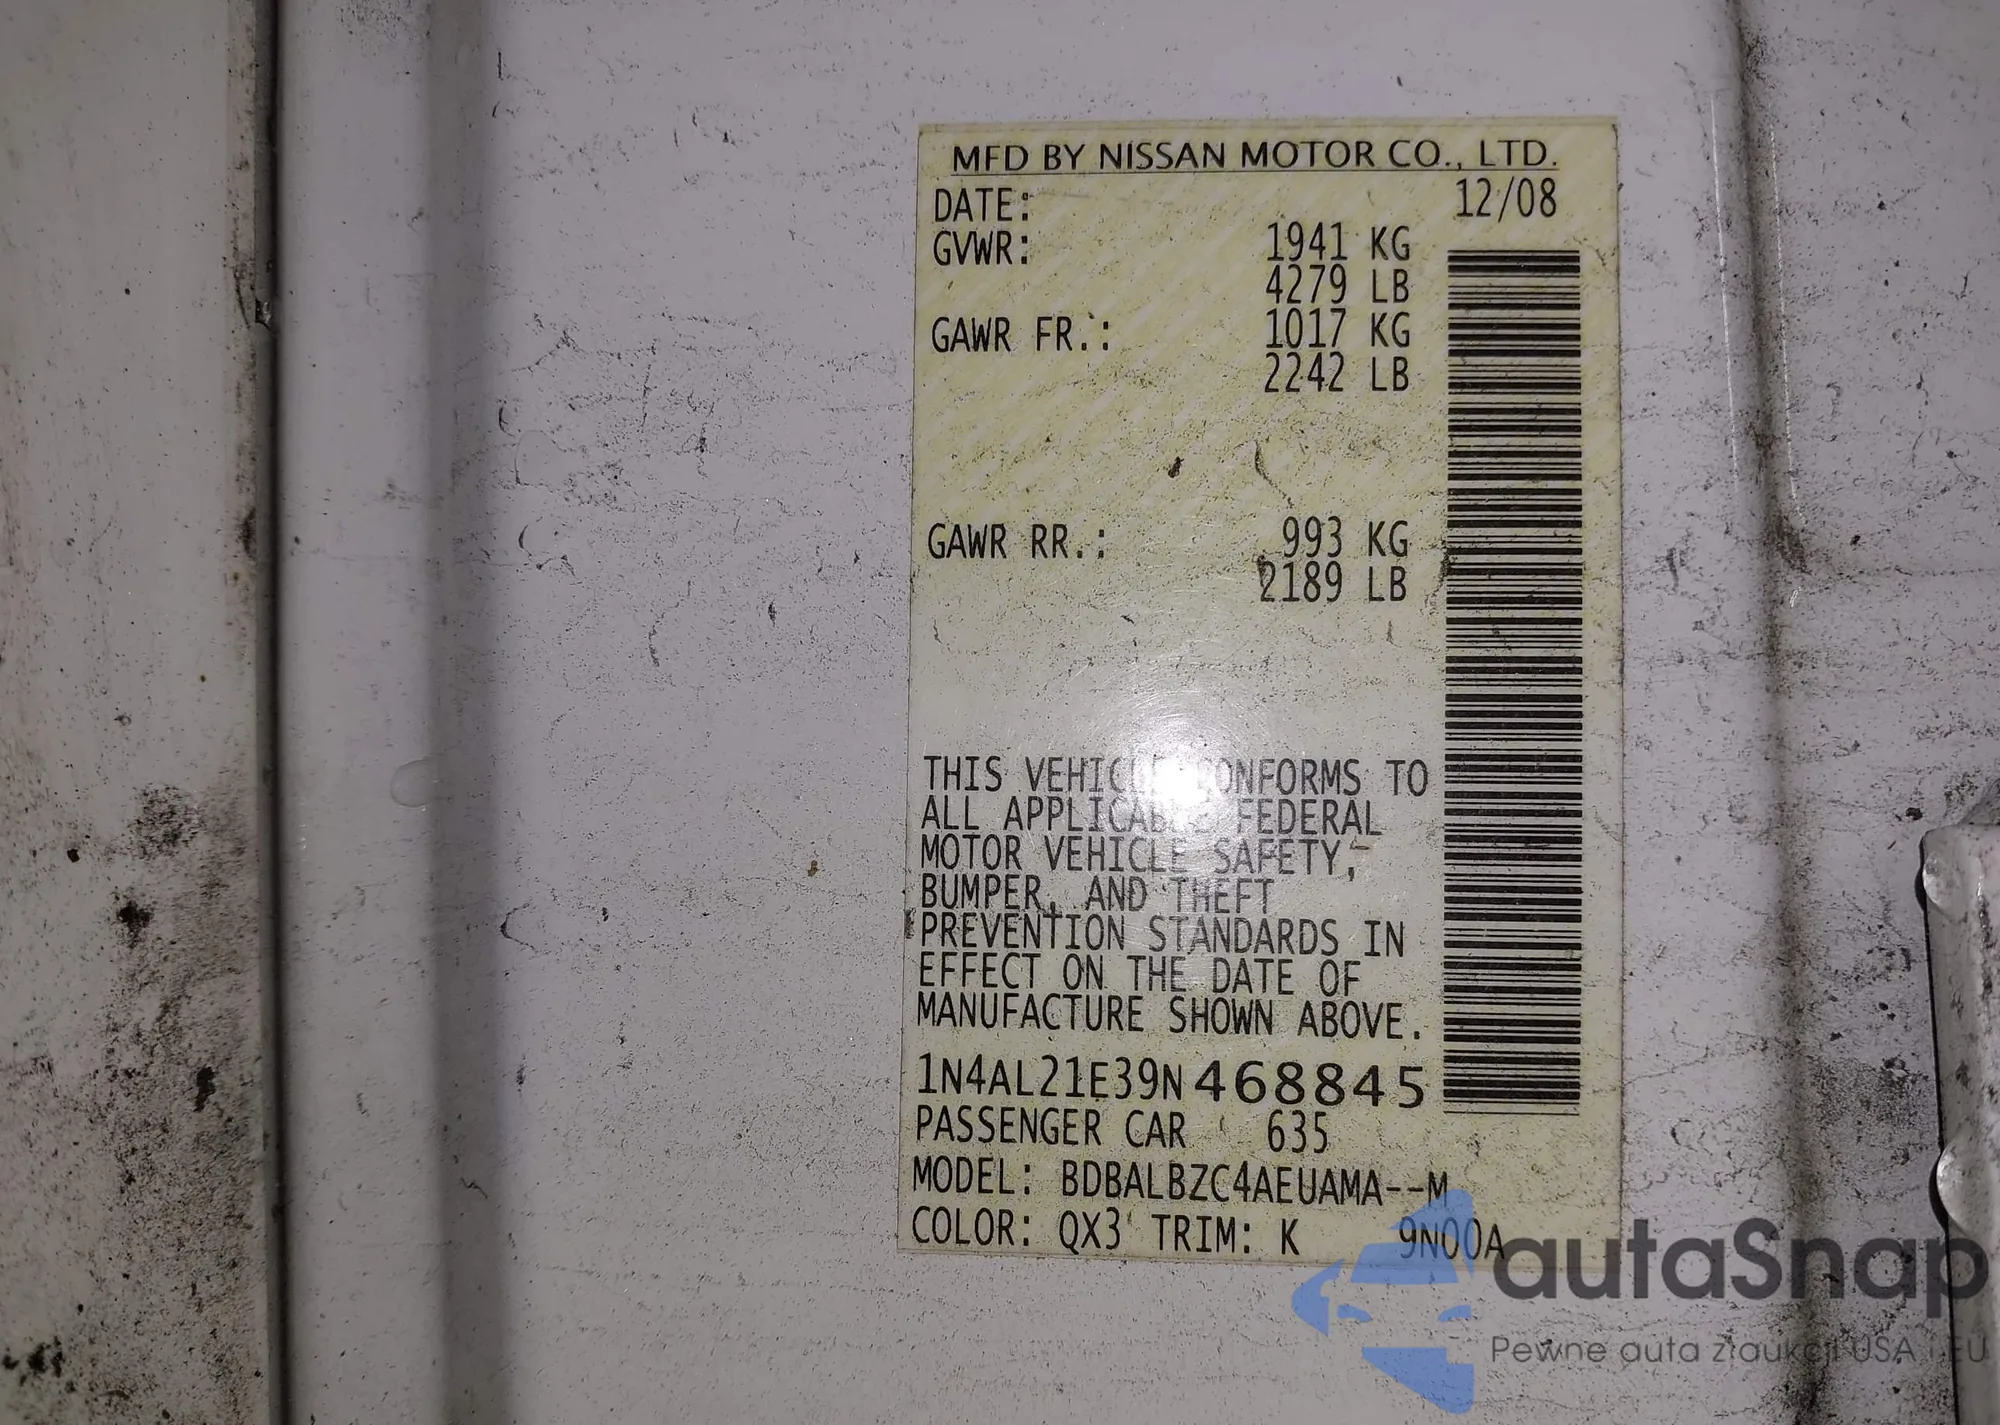 MFD BY NISSAN MOTOR CO., LTD.
DATE: 12/08
GVWR: 1941 KG
4279 LB
GAWR FR.: 1017 KG
2242 LB
GAWR RR.: 993 KG
2189 LB
THIS VEHICLE CONFORMS TO
ALL APPLICABLE FEDERAL
MOTOR VEHICLE SAFETY,
BUMPER, AND THEFT
PREVENTION STANDARDS IN
EFFECT ON THE DATE OF
MANUFACTURE SHOWN ABOVE.
1N4AL21E39N468845
PASSENGER CAR 635
MODEL: BDBALBZC4AEUAMA--M
COLOR: QX3 TRIM: K 9N00A
autaSnap
Pewne auta z aukcji USA i EU